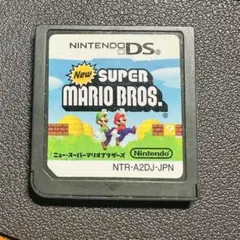 NINTENDO DS
New SUPER
MARIO BROS.
ニュー・スーパーマリオブラザーズ
Nintendo
NTR-A2DJ-JPN